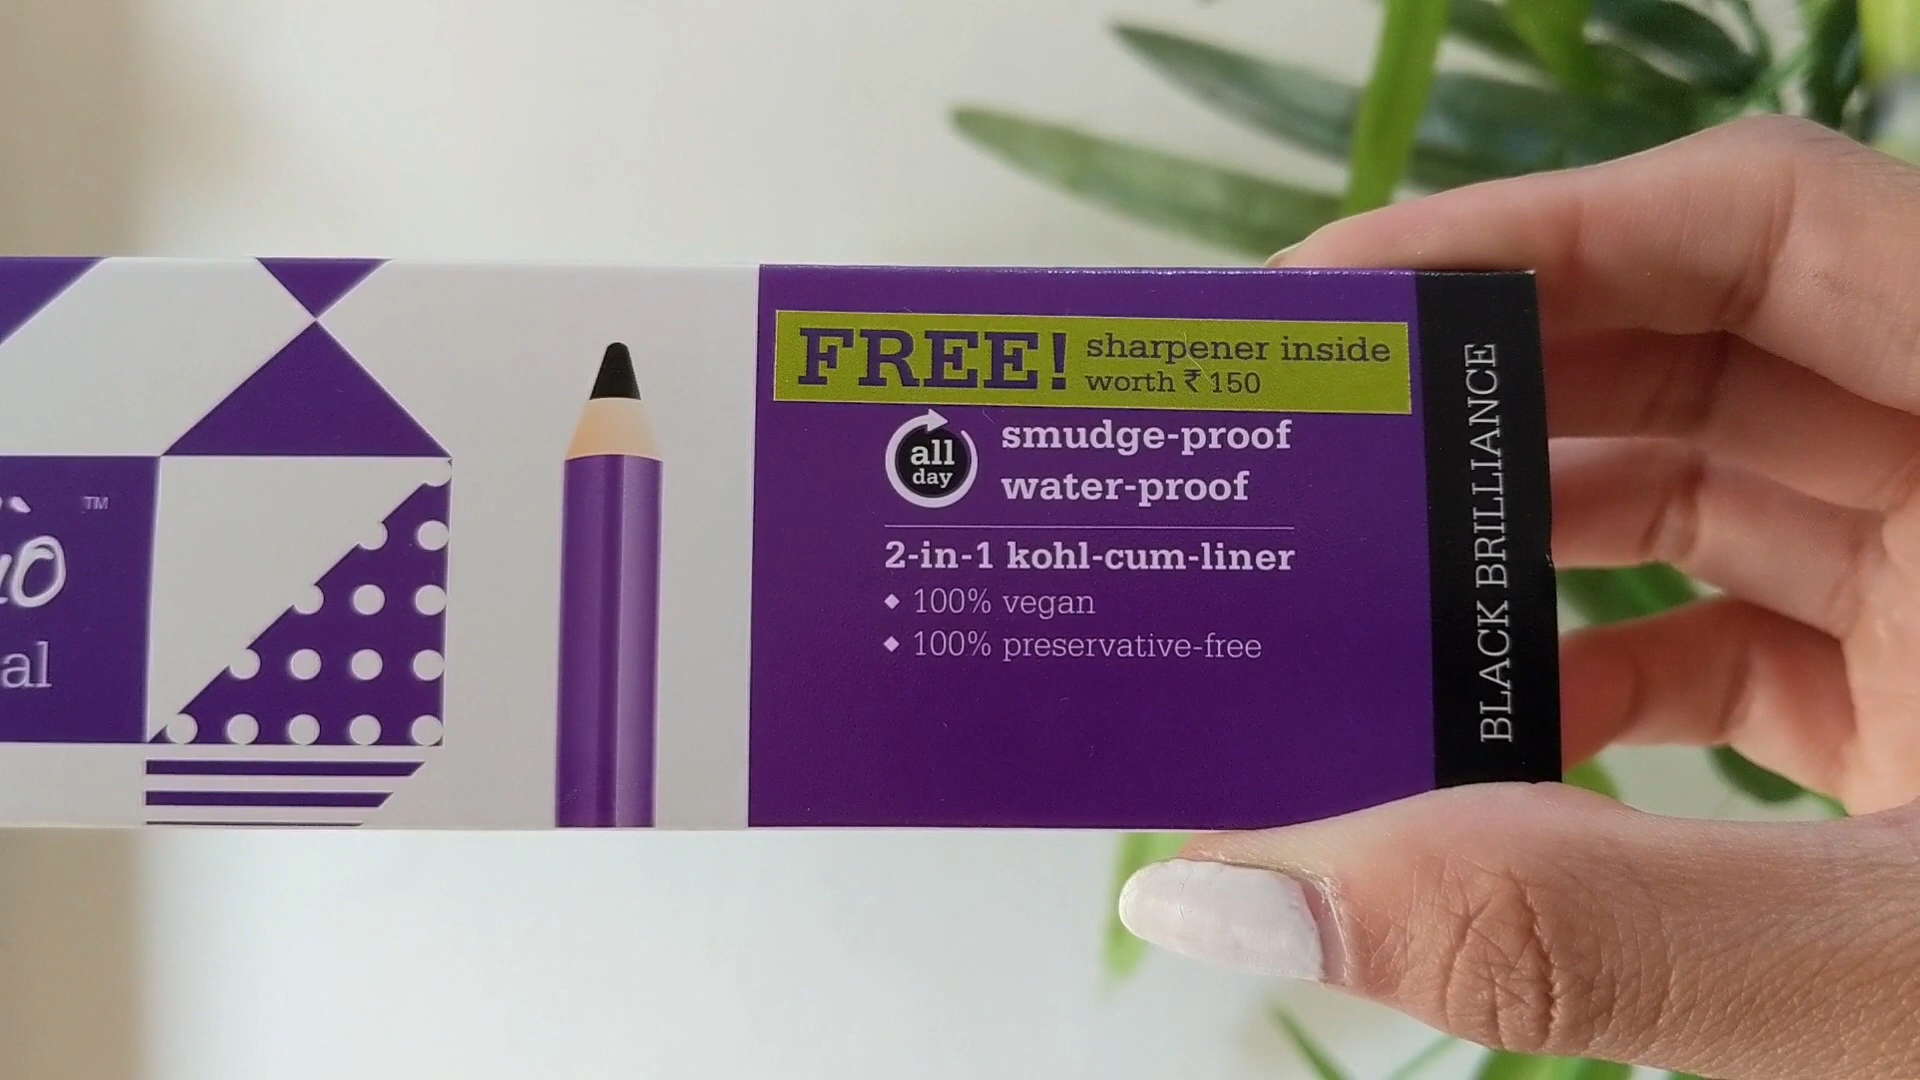 TM
al
FREE! sharpener inside
worth ₹ 150
all
day
smudge-proof
water-proof
2-in-1 kohl-cum-liner
◆ 100% vegan
◆ 100% preservative-free
BLACK BRILLIANCE